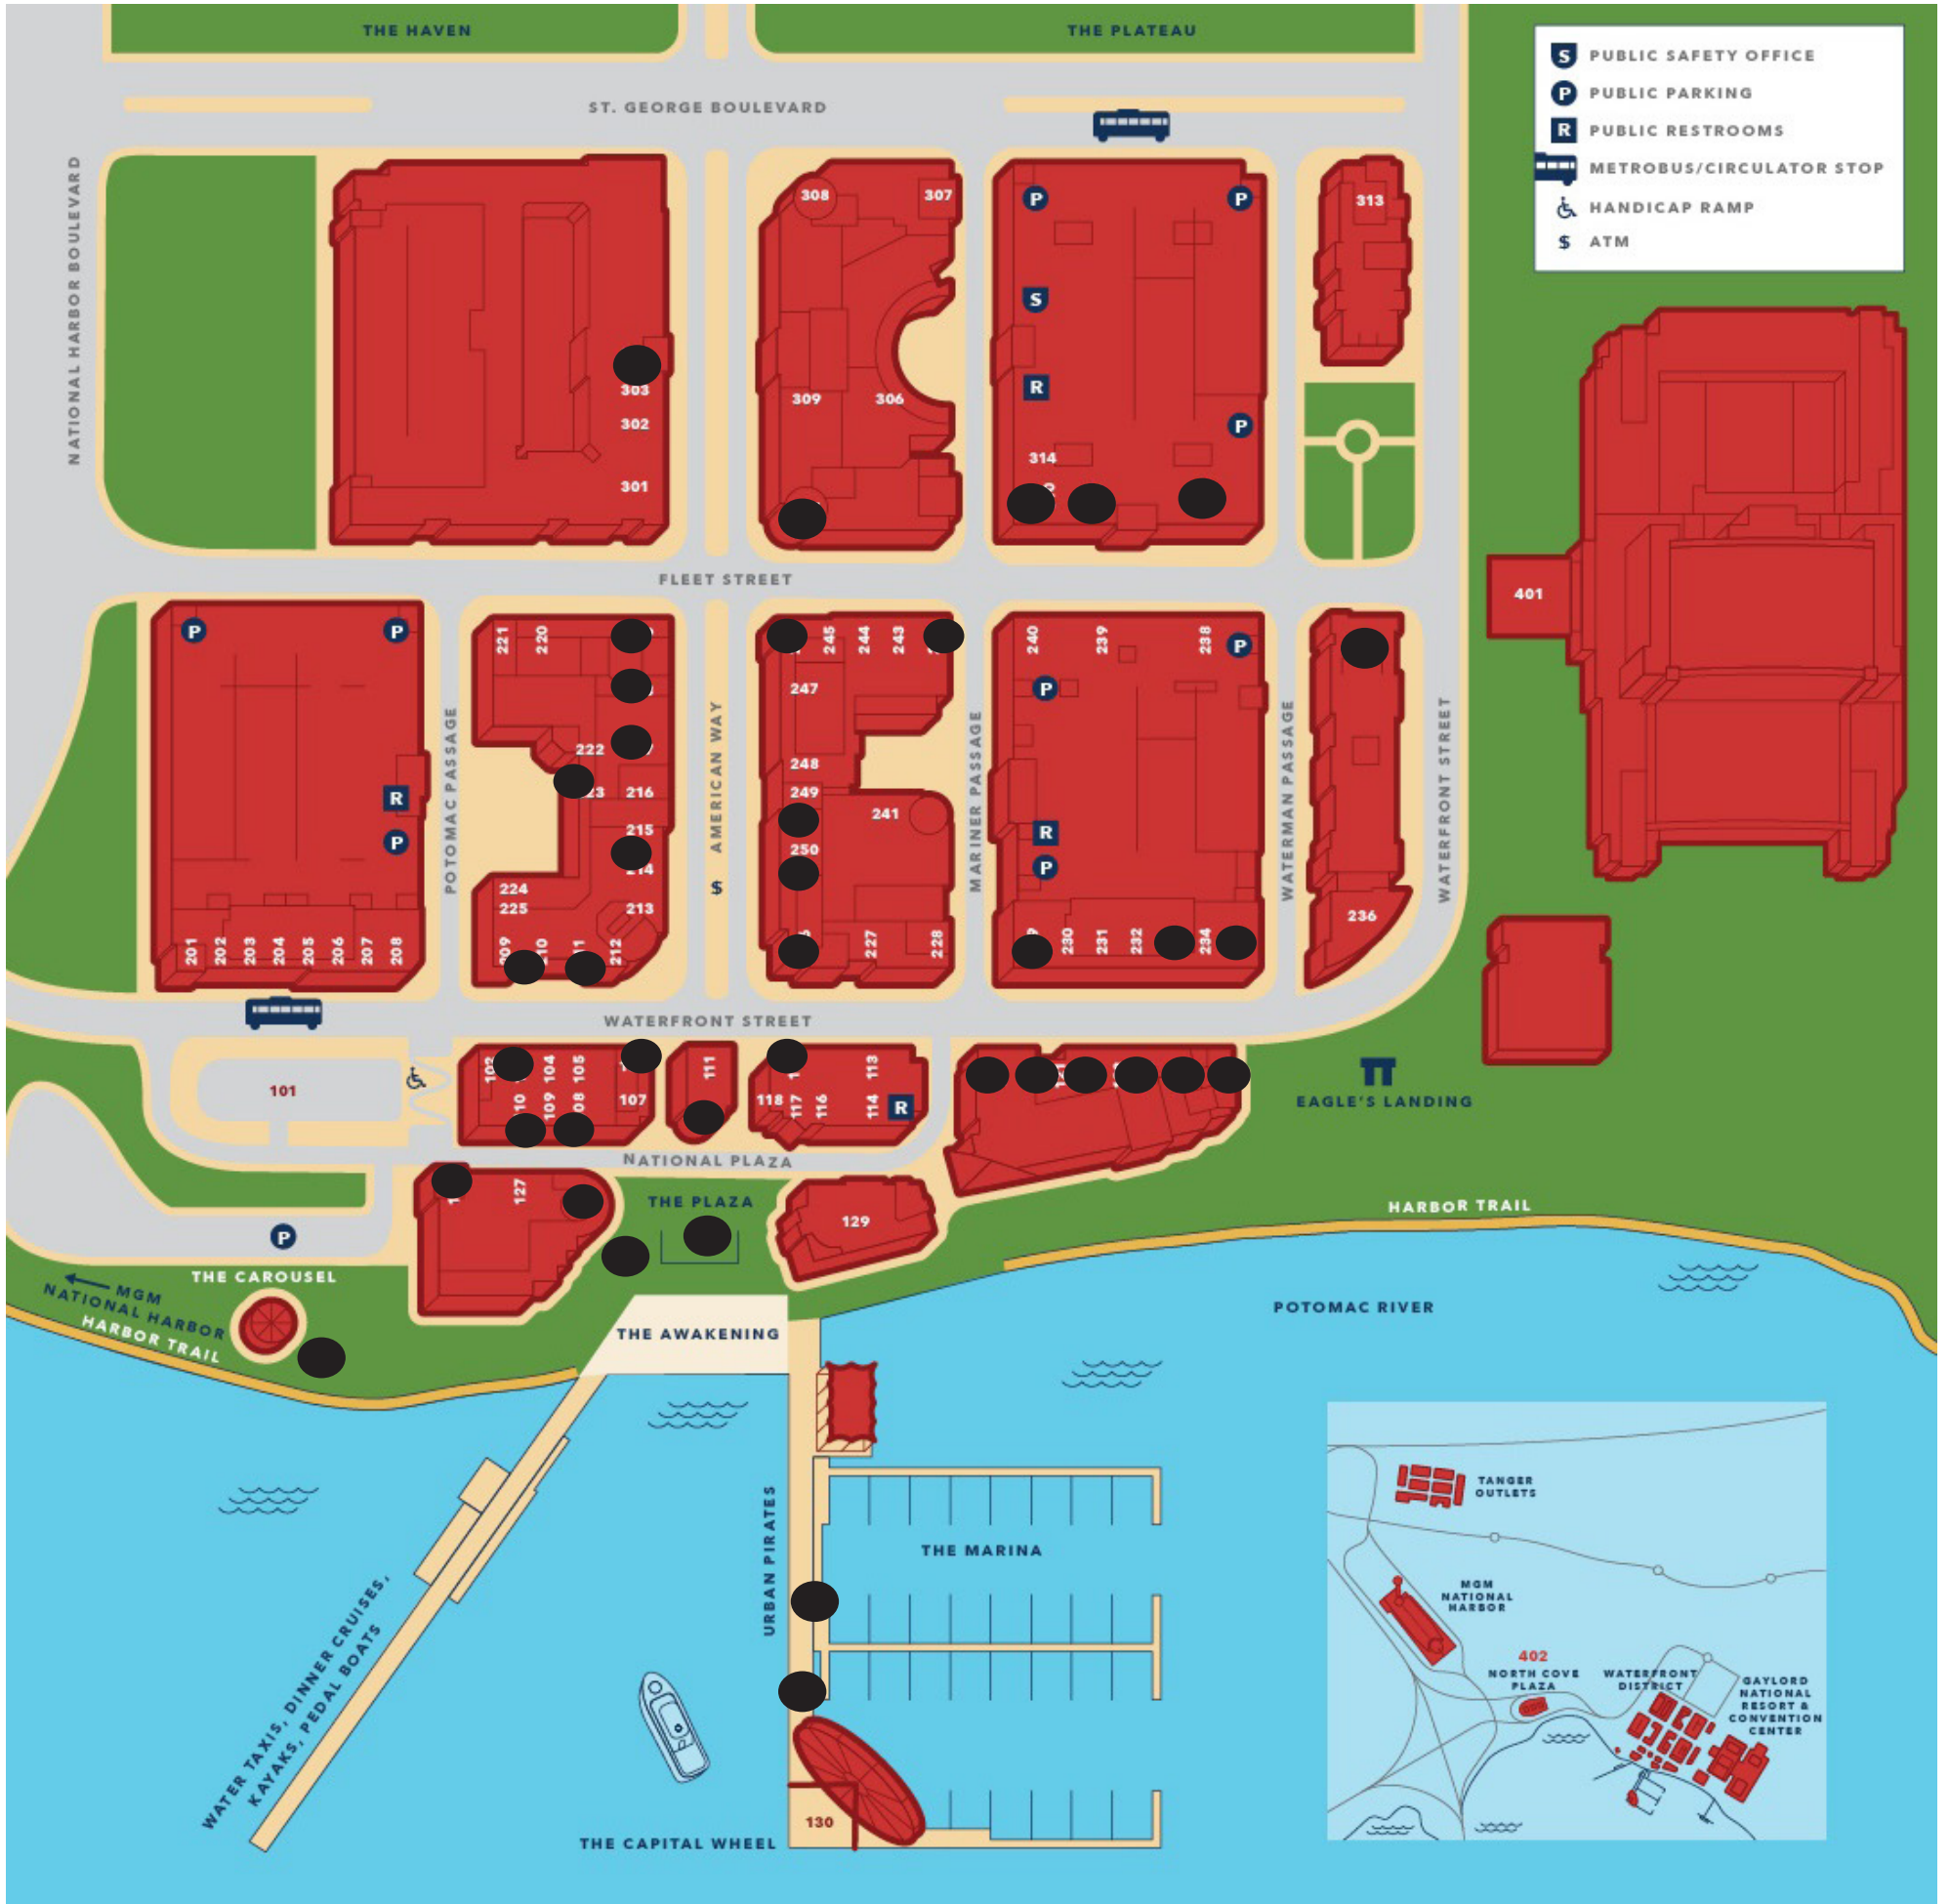 THE HAVEN
THE PLATEAU
S PUBLIC SAFETY OFFICE
P PUBLIC PARKING
R PUBLIC RESTROOMS
METROBUS/CIRCULATOR STOP
HANDICAP RAMP
$ ATM
ST. GEORGE BOULEVARD
NATIONAL HARBOR BOULEVARD
308
307
P
P
313
S
303
309
306
R
302
P
314
301
FLEET STREET
401
P
P
221
220
245
244
243
240
239
238
P
247
P
POTOMAC PASSAGE
AMERICAN WAY
MARINER PASSAGE
WATERMAN PASSAGE
WATERFRONT STREET
222
248
R
216
249
241
215
R
P
250
P
$
224
225
213
236
201
202
203
204
205
206
207
208
212
227
228
230
231
232
234
WATERFRONT STREET
101
102
104
105
111
113
109
107
118
117
116
114
R
EAGLE'S LANDING
NATIONAL PLAZA
127
THE PLAZA
129
HARBOR TRAIL
P
THE CAROUSEL
MGM
NATIONAL HARBOR
HARBOR TRAIL
THE AWAKENING
POTOMAC RIVER
TANGER
OUTLETS
URBAN PIRATES
THE MARINA
WATER TAXIS, DINNER CRUISES,
KAYAKS, PEDAL BOATS
MGM
NATIONAL
HARBOR
402
NORTH COVE
PLAZA
WATERFRONT
DISTRICT
GAYLORD
NATIONAL
RESORT &
CONVENTION
CENTER
130
THE CAPITAL WHEEL